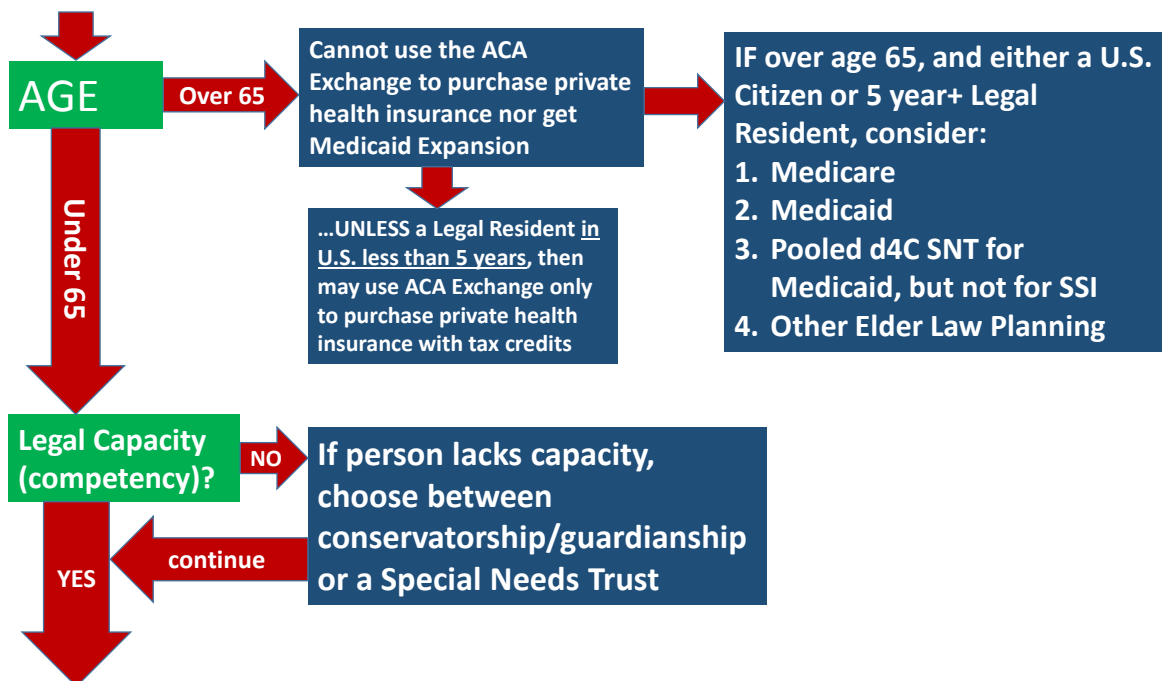 AGE
Over 65
Cannot use the ACA
Exchange to purchase private
health insurance nor get
Medicaid Expansion
IF over age 65, and either a U.S.
Citizen or 5 year+ Legal
Resident, consider:
1. Medicare
2. Medicaid
3. Pooled d4C SNT for
Medicaid, but not for SSI
4. Other Elder Law Planning
...UNLESS a Legal Resident in
U.S. less than 5 years, then
may use ACA Exchange only
to purchase private health
insurance with tax credits
Under 65
Legal Capacity
(competency)?
NO
If person lacks capacity,
choose between
conservatorship/guardianship
or a Special Needs Trust
continue
YES